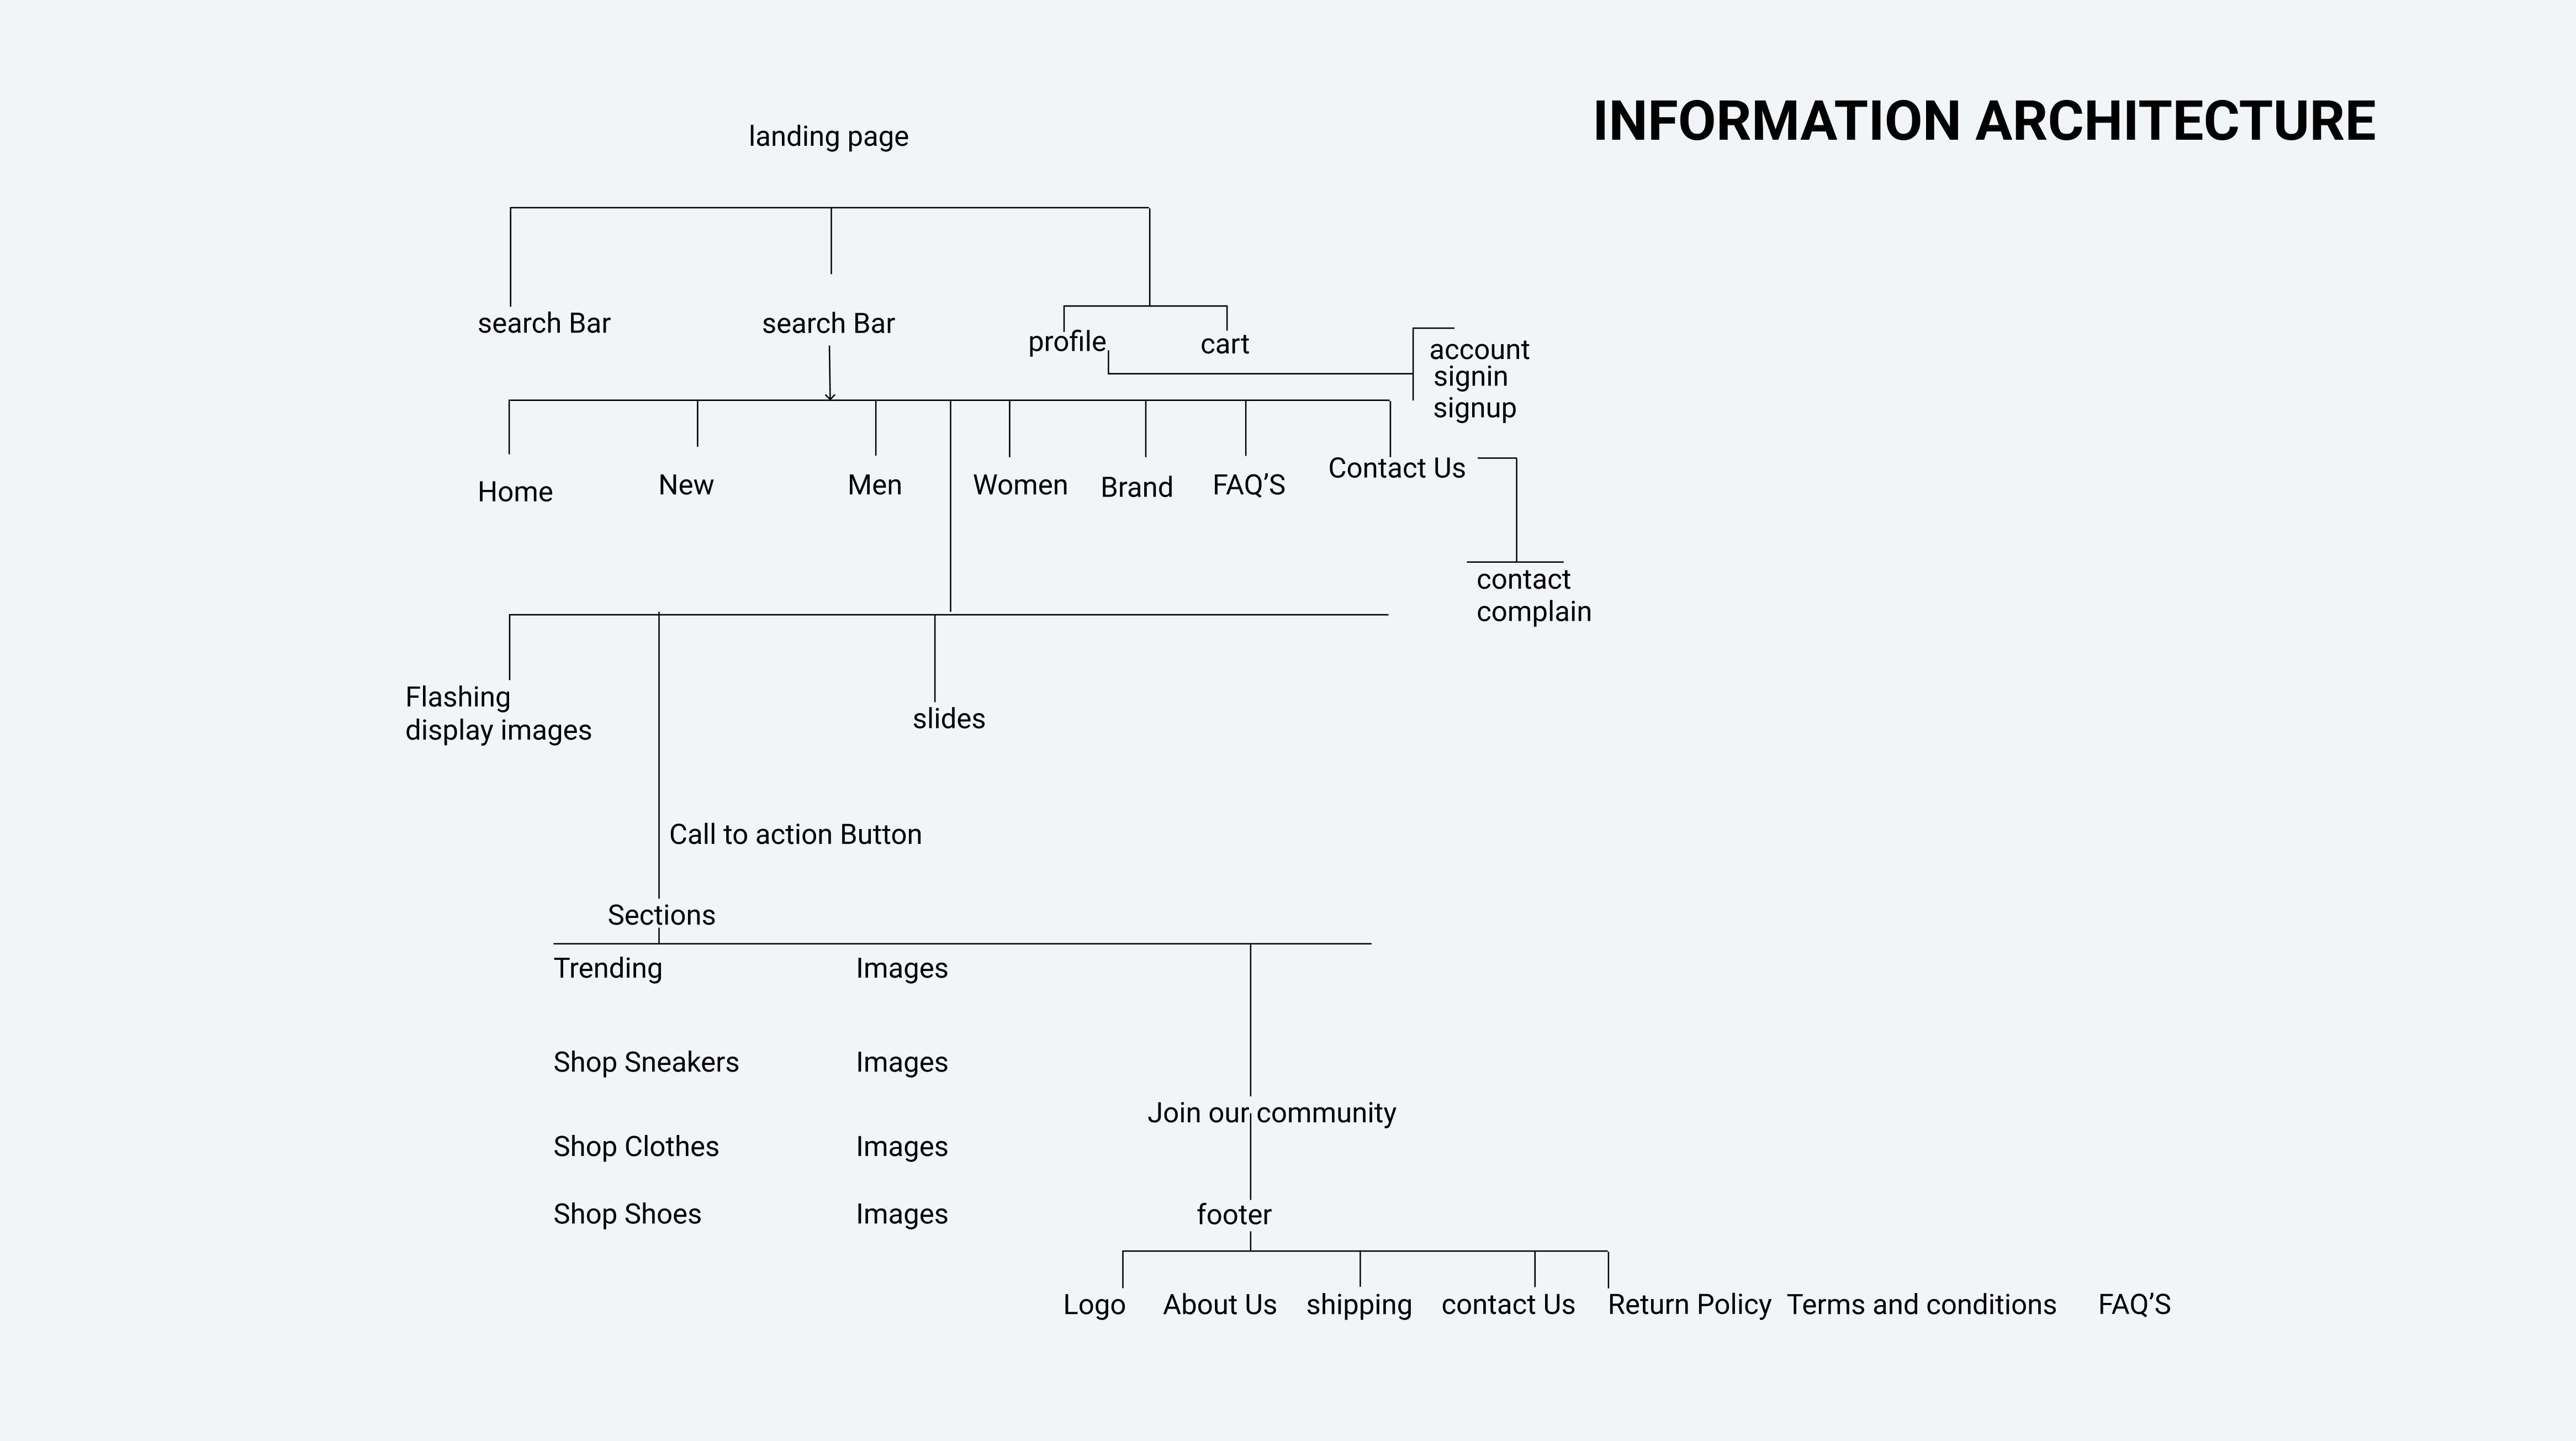 INFORMATION ARCHITECTURE
landing page
search Bar
search Bar
profile
cart
account
signin
signup
Home
New
Men
Women
Brand
FAQ’S
Contact Us
contact
complain
Flashing
display images
slides
Call to action Button
Sections
Trending
Images
Shop Sneakers
Images
Join our community
Shop Clothes
Images
Shop Shoes
Images
footer
Logo
About Us
shipping
contact Us
Return Policy
Terms and conditions
FAQ’S